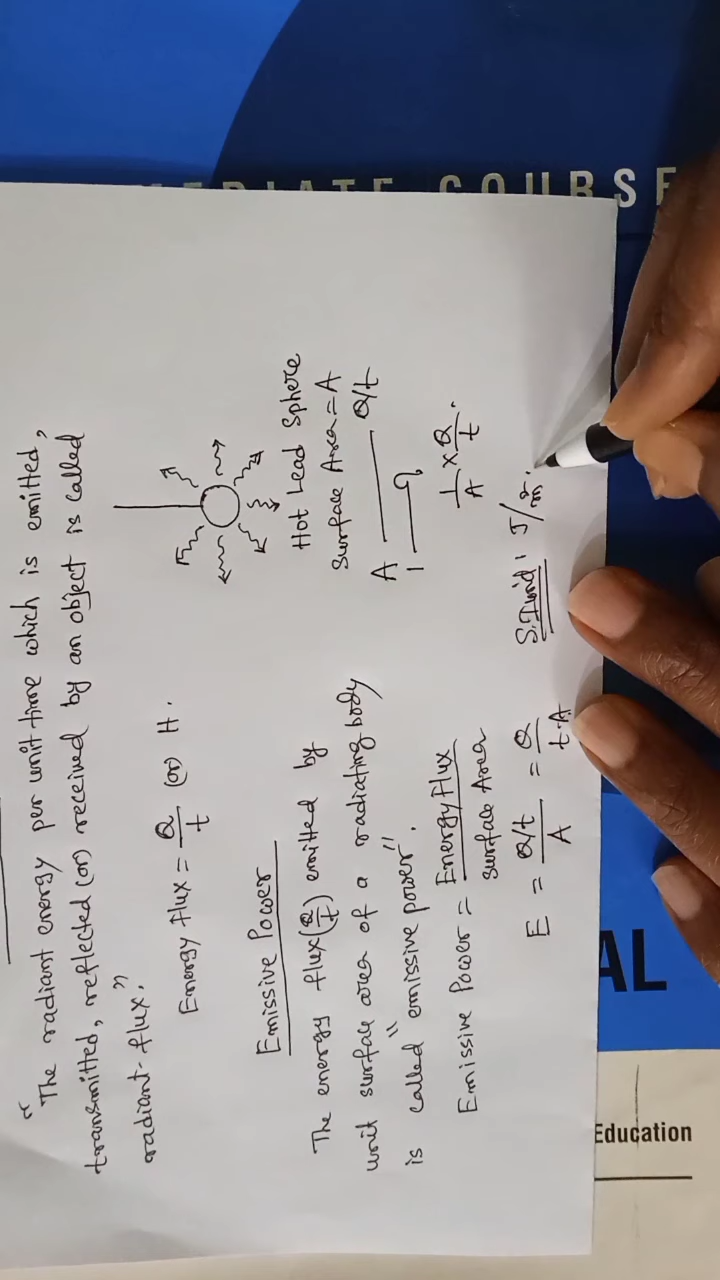 “The radiant energy per unit time which is emitted,
transmitted, reflected (or) received by an object is called
radiant-flux.”
Energy flux = Q/t (or) H.
Emissive Power
The energy flux (Q/t) emitted by
unit surface area of a radiating body
is called "emissive power".
Emissive Power = Energy flux / surface Area
E = Q/t / A = Q / tA
Hot Lead Sphere
surface Area = A
A — Q/t
1 — ?
1/A × Q/t.
S.I unit: J/m².
EDIATE COURSE
AL
Education